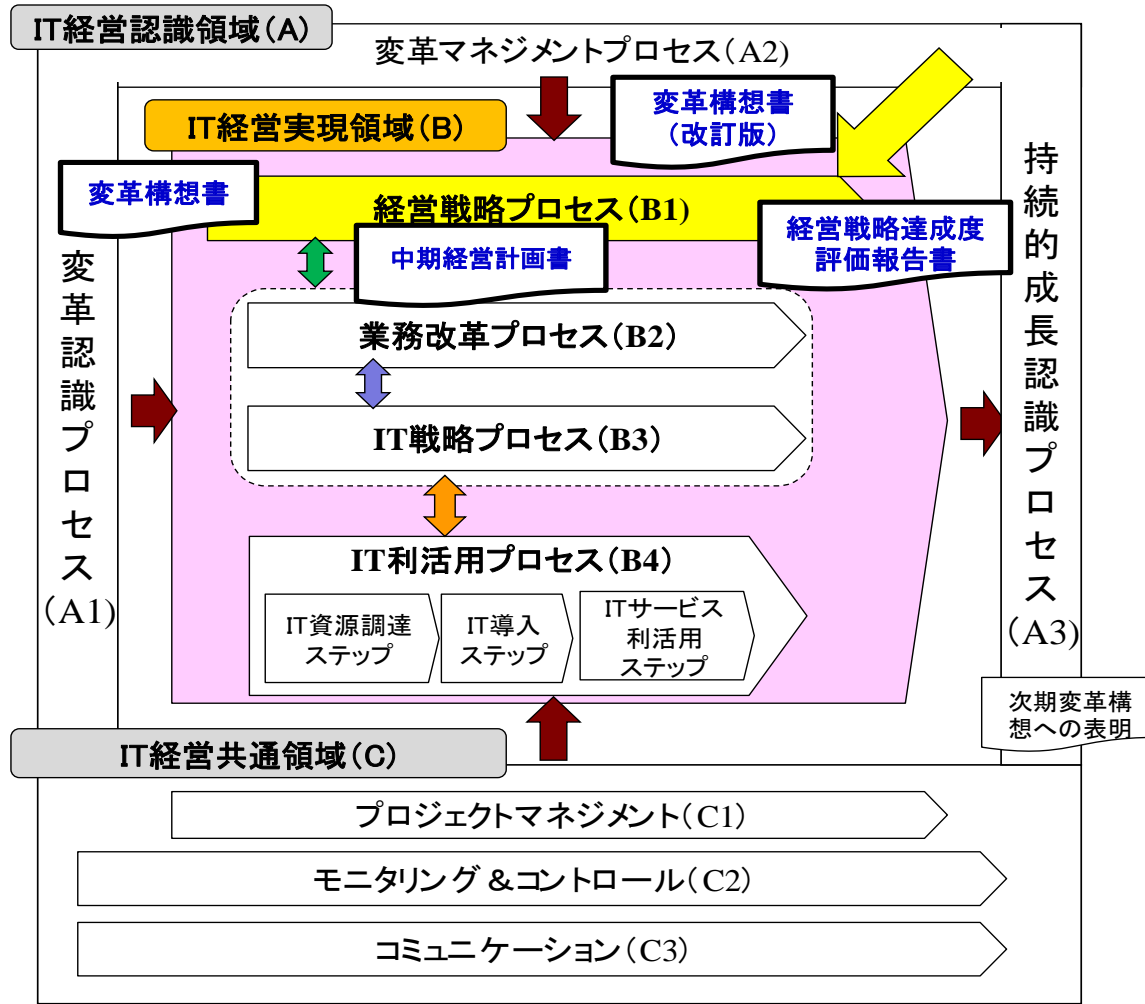 IT経営認識領域(A)
変革マネジメントプロセス(A2)
IT経営実現領域(B)
変革構想書
(改訂版)
変革構想書
経営戦略プロセス(B1)
経営戦略達成度
評価報告書
中期経営計画書
業務改革プロセス(B2)
IT戦略プロセス(B3)
IT利活用プロセス(B4)
IT資源調達
ステップ
IT導入
ステップ
ITサービス
利活用
ステップ
変革認識プロセス(A1)
持続的成長認識プロセス(A3)
次期変革構
想への表明
IT経営共通領域(C)
プロジェクトマネジメント(C1)
モニタリング&コントロール(C2)
コミュニケーション(C3)